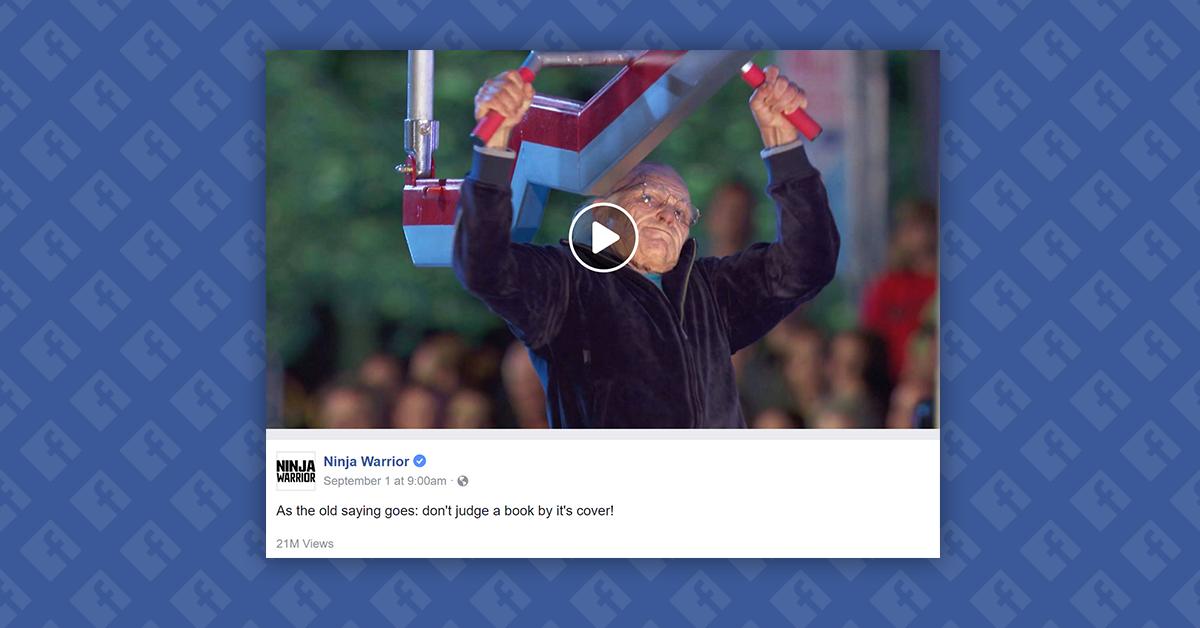 NINJA
WARRIOR
Ninja Warrior
September 1 at 9:00am ·
As the old saying goes: don't judge a book by it's cover!
21M Views